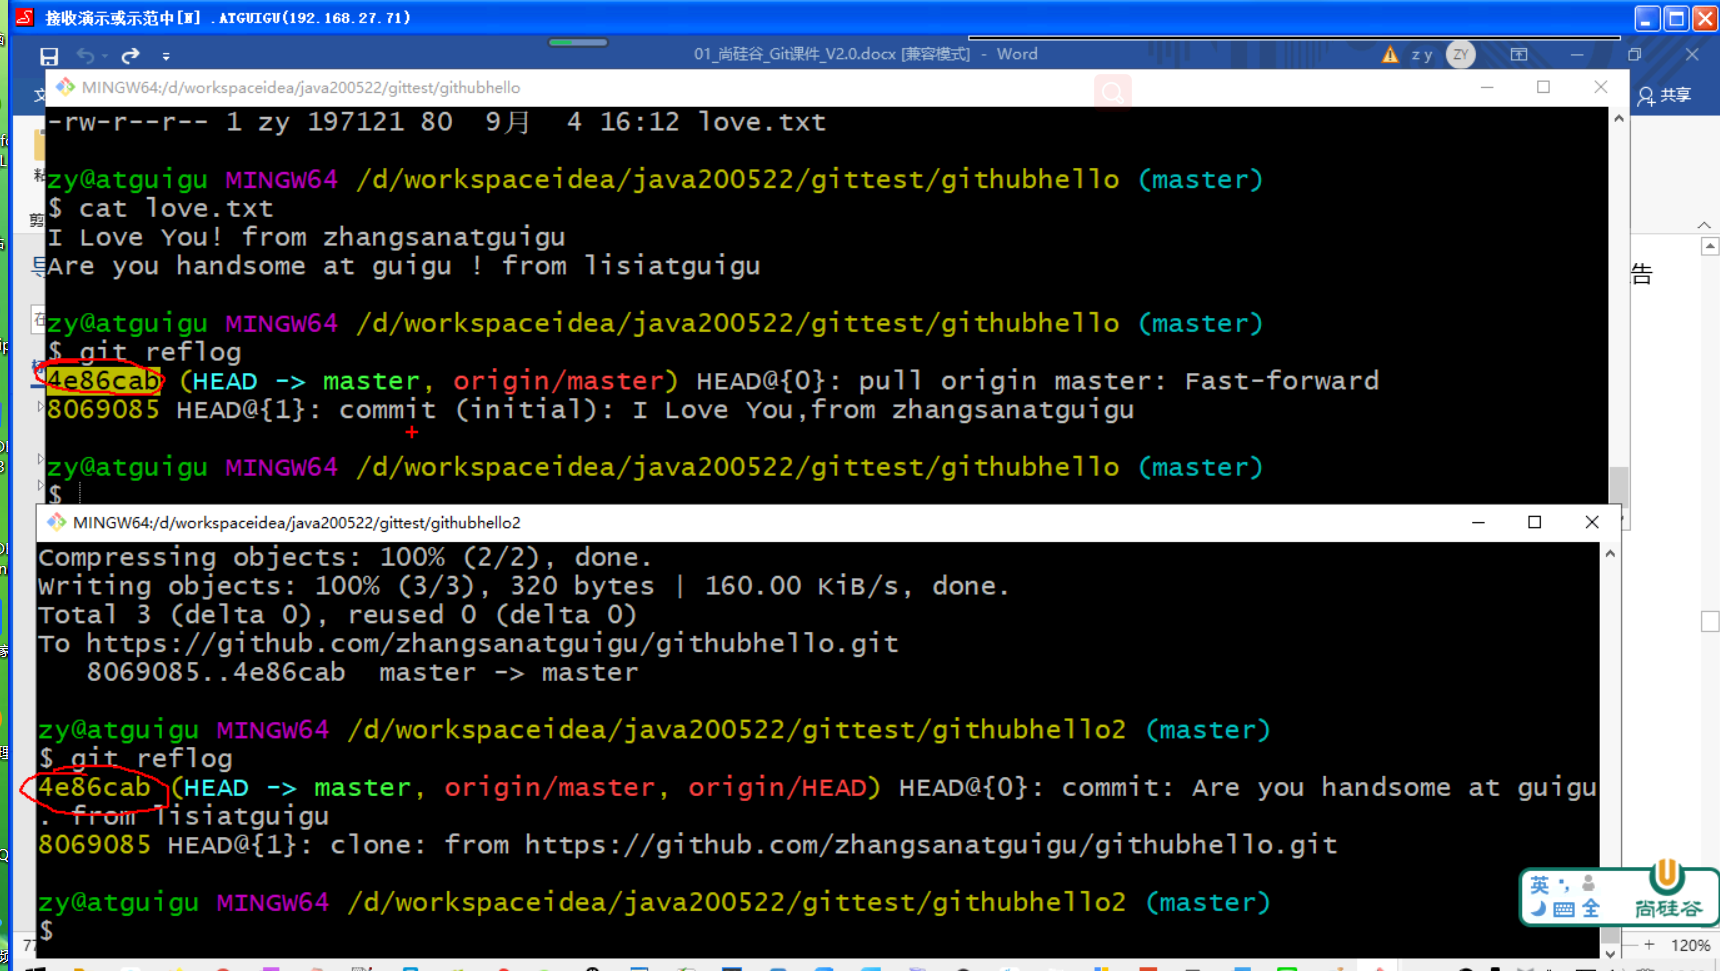 接收演示或示范中[N] .ATGUIGU(192.168.27.71)
01_尚硅谷_Git课件_V2.0.docx [兼容模式] - Word
z y
ZY
MINGW64:/d/workspaceidea/java200522/gittest/githubhello
共享
-rw-r--r-- 1 zy 197121 80  9月  4 16:12 love.txt
zy@atguigu MINGW64 /d/workspaceidea/java200522/gittest/githubhello (master)
$ cat love.txt
I Love You! from zhangsanatguigu
Are you handsome at guigu ! from lisiatguigu
告
zy@atguigu MINGW64 /d/workspaceidea/java200522/gittest/githubhello (master)
$ git reflog
4e86cab (HEAD -> master, origin/master) HEAD@{0}: pull origin master: Fast-forward
8069085 HEAD@{1}: commit (initial): I Love You,from zhangsanatguigu
zy@atguigu MINGW64 /d/workspaceidea/java200522/gittest/githubhello (master)
$
MINGW64:/d/workspaceidea/java200522/gittest/githubhello2
Compressing objects: 100% (2/2), done.
Writing objects: 100% (3/3), 320 bytes | 160.00 KiB/s, done.
Total 3 (delta 0), reused 0 (delta 0)
To https://github.com/zhangsanatguigu/githubhello.git
8069085..4e86cab  master -> master
zy@atguigu MINGW64 /d/workspaceidea/java200522/gittest/githubhello2 (master)
$ git reflog
4e86cab (HEAD -> master, origin/master, origin/HEAD) HEAD@{0}: commit: Are you handsome at guigu
. from lisiatguigu
8069085 HEAD@{1}: clone: from https://github.com/zhangsanatguigu/githubhello.git
zy@atguigu MINGW64 /d/workspaceidea/java200522/gittest/githubhello2 (master)
$
英
全
尚硅谷
120%